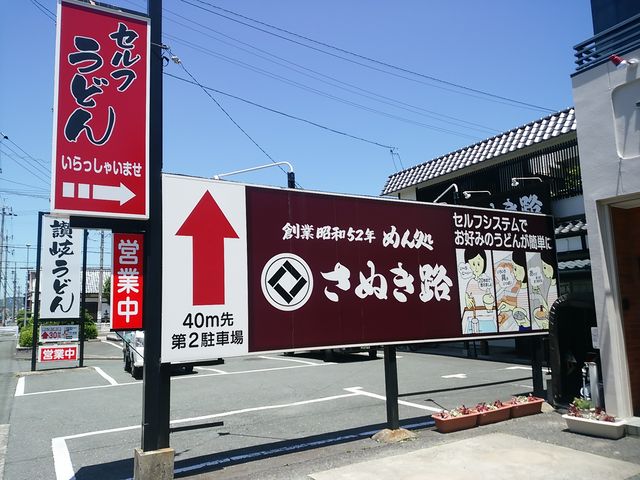 セルフ
うどん
いらっしゃいませ
営業中
讃岐うどん
営業中
40m先
第2駐車場
創業昭和52年 めん処
さぬき路
セルフシステムで
お好みのうどんが簡単に